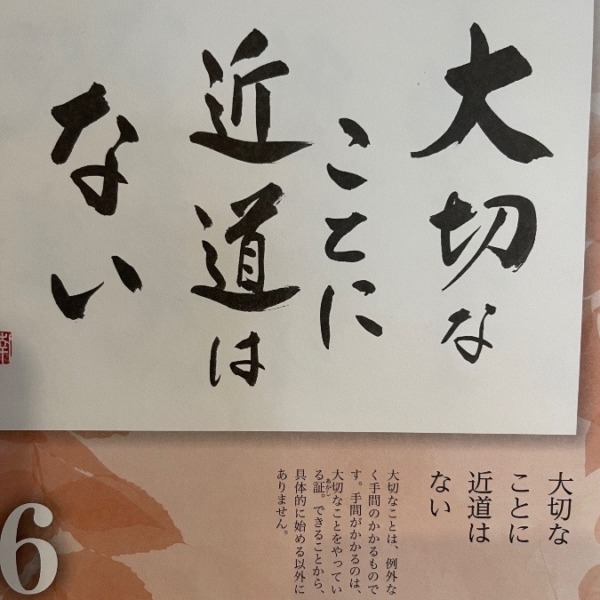 大切な
ことに
近道は
ない
大切な
ことに
近道は
ない
大切なことは、例外な
く手間のかかるもので
す。手間がかかるのは、
大切なことをやってい
る証。できることから、
あかし
具体的に始める以外に
ありません。
6